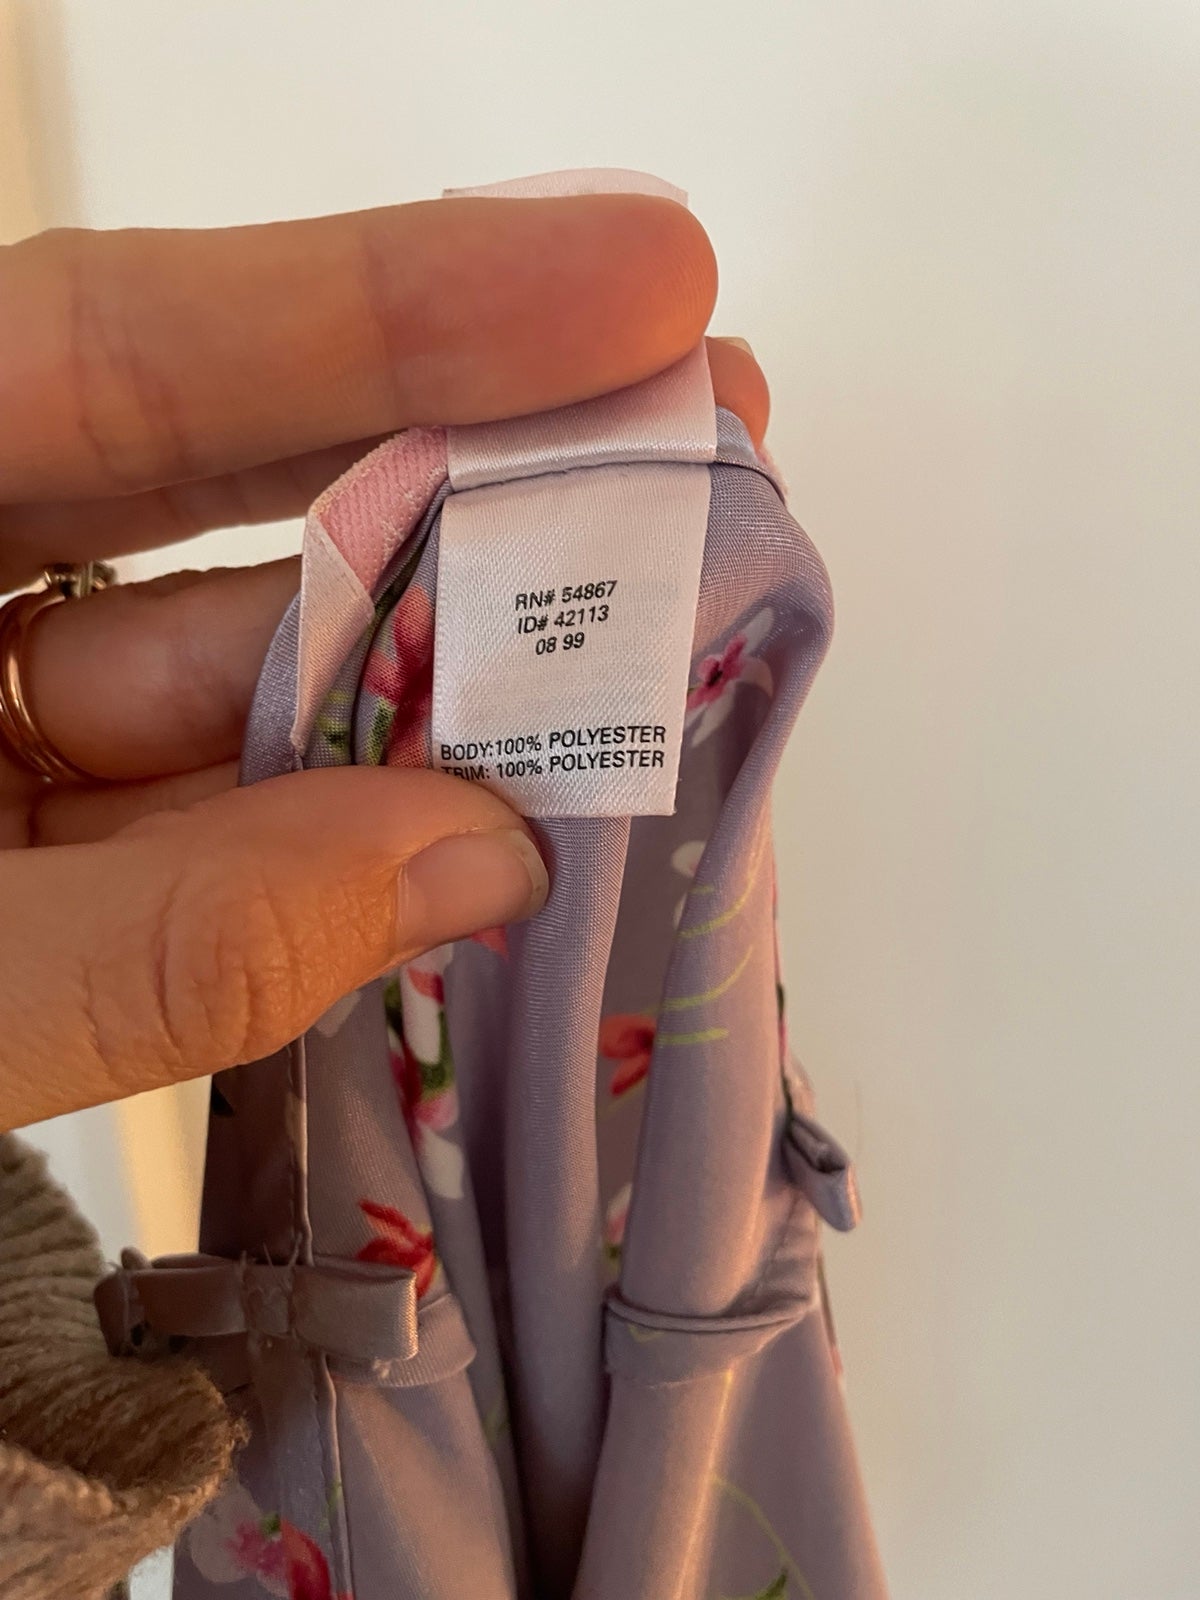 RN# 54867
ID# 42113
08 99
BODY:100% POLYESTER
TRIM: 100% POLYESTER